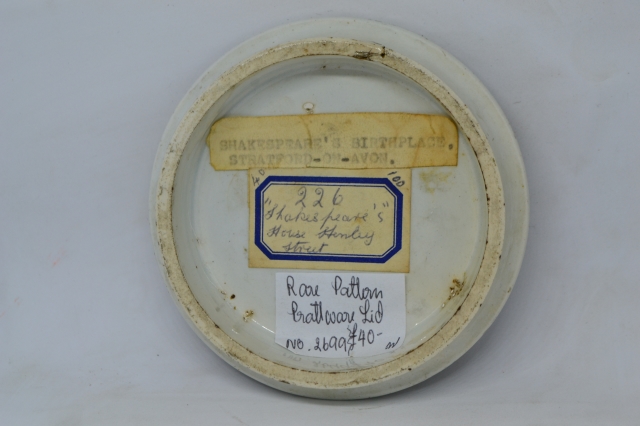 SHAKESPEARE'S BIRTHPLACE,
STRATFORD-ON-AVON.
226
"Shakespeare's"
House Henley
Street
Rare Pattern
Prattware Lid
NO. 2699 £40-